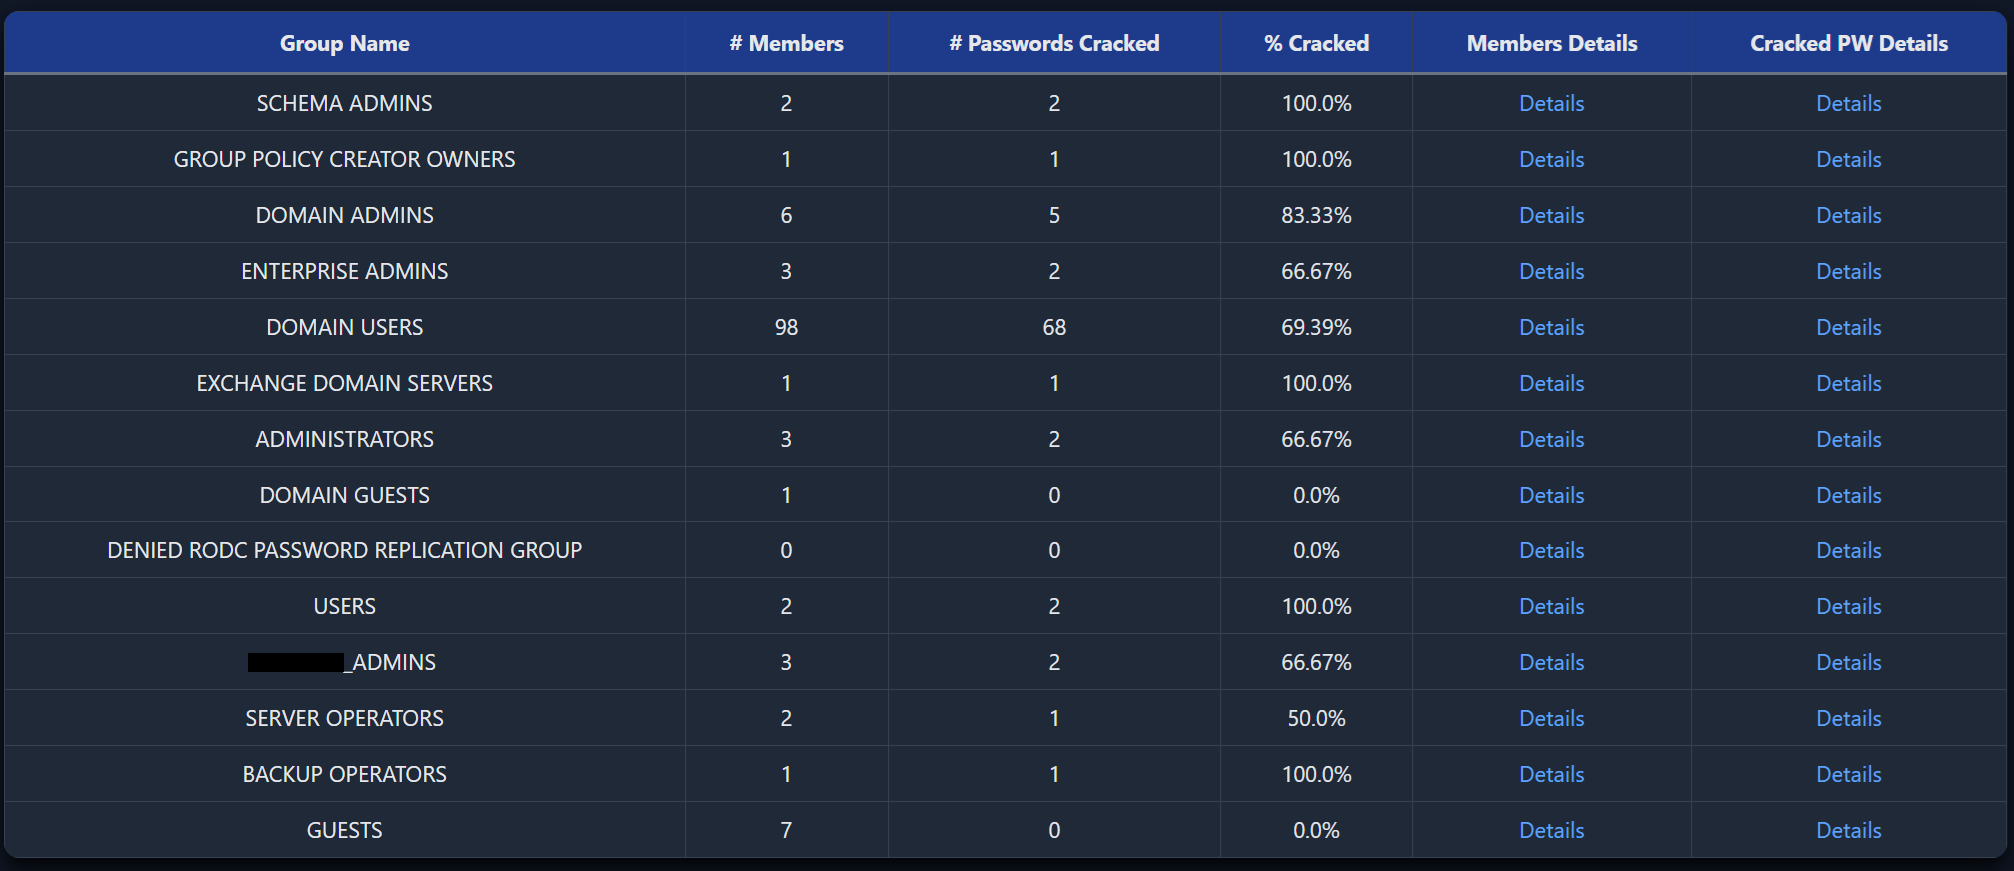 Group Name # Members # Passwords Cracked % Cracked Members Details Cracked PW Details
SCHEMA ADMINS 2 2 100.0% Details Details
GROUP POLICY CREATOR OWNERS 1 1 100.0% Details Details
DOMAIN ADMINS 6 5 83.33% Details Details
ENTERPRISE ADMINS 3 2 66.67% Details Details
DOMAIN USERS 98 68 69.39% Details Details
EXCHANGE DOMAIN SERVERS 1 1 100.0% Details Details
ADMINISTRATORS 3 2 66.67% Details Details
DOMAIN GUESTS 1 0 0.0% Details Details
DENIED RODC PASSWORD REPLICATION GROUP 0 0 0.0% Details Details
USERS 2 2 100.0% Details Details
_ADMINS 3 2 66.67% Details Details
SERVER OPERATORS 2 1 50.0% Details Details
BACKUP OPERATORS 1 1 100.0% Details Details
GUESTS 7 0 0.0% Details Details